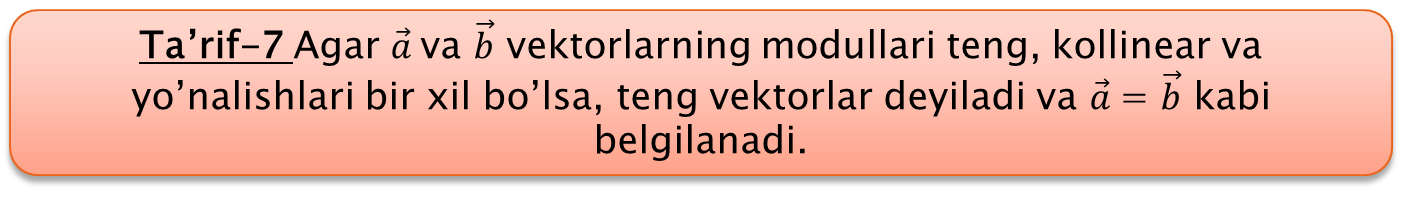 Ta’rif-7 Agar a⃗ va b⃗ vektorlarning modullari teng, kollinear va
yo’nalishlari bir xil bo’lsa, teng vektorlar deyiladi va a⃗ = b⃗ kabi
belgilanadi.